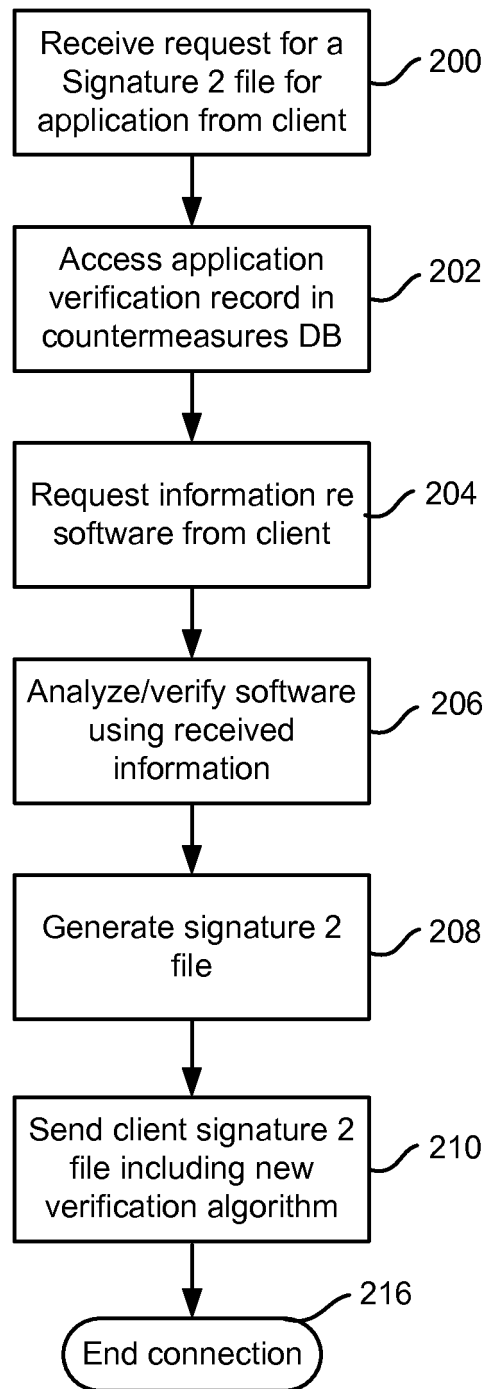 Receive request for a
Signature 2 file for
application from client
200
Access application
verification record in
countermeasures DB
202
Request information re
software from client
204
Analyze/verify software
using received
information
206
Generate signature 2
file
208
Send client signature 2
file including new
verification algorithm
210
216
End connection